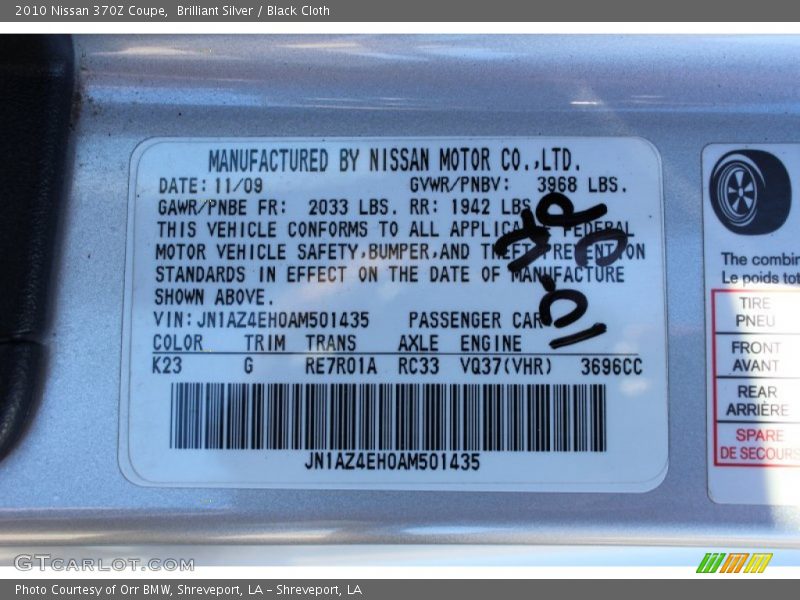 2010 Nissan 370Z Coupe, Brilliant Silver / Black Cloth
MANUFACTURED BY NISSAN MOTOR CO.,LTD.
DATE: 11/09 GVWR/PNBV: 3968 LBS.
GAWR/PNBE FR: 2033 LBS. RR: 1942 LBS
THIS VEHICLE CONFORMS TO ALL APPLICA FEDERAL
MOTOR VEHICLE SAFETY,BUMPER,AND THEFT PREVENTION
STANDARDS IN EFFECT ON THE DATE OF MANUFACTURE
SHOWN ABOVE.
VIN: JN1AZ4EH0AM501435 PASSENGER CAR
COLOR TRIM TRANS AXLE ENGINE
K23 G RE7R01A RC33 VQ37(VHR) 3696CC
JN1AZ4EH0AM501435
The combin
Le poids tot
TIRE
PNEU
FRONT
AVANT
REAR
ARRIÈRE
SPARE
DE SECOURS
GTCARLOT.COM
Photo Courtesy of Orr BMW, Shreveport, LA – Shreveport, LA